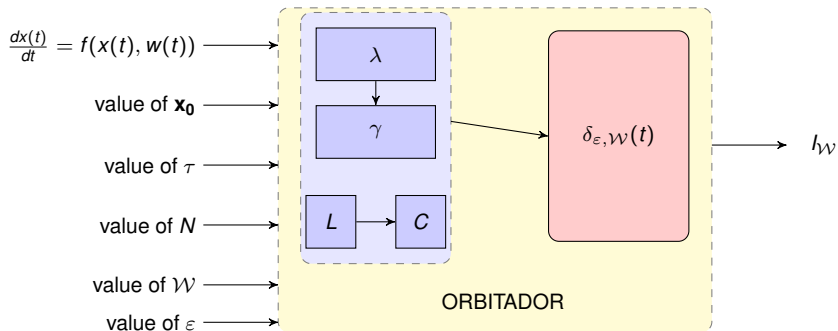 dx(t)/dt = f(x(t), w(t))
value of x₀
value of τ
value of N
value of 𝒲
value of ε
λ
γ
L
C
δ_{ε,𝒲}(t)
ORBITADOR
I_𝒲